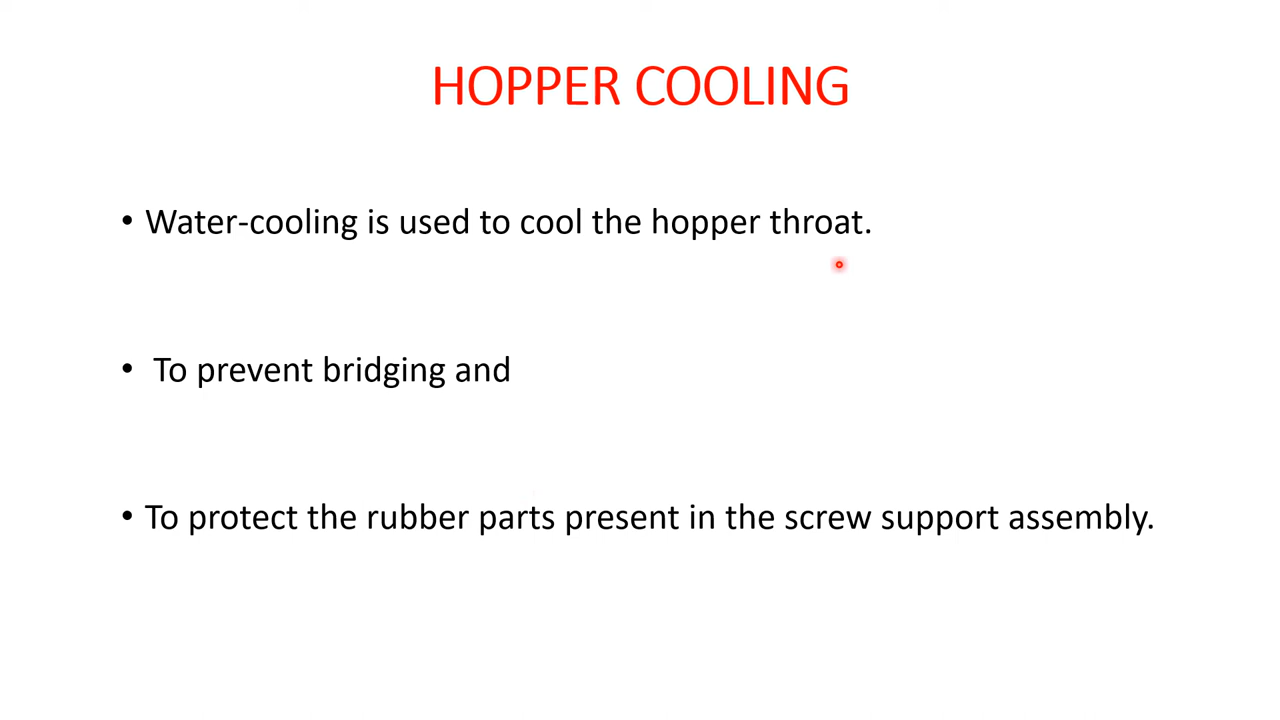 HOPPER COOLING
• Water-cooling is used to cool the hopper throat.
• To prevent bridging and
• To protect the rubber parts present in the screw support assembly.